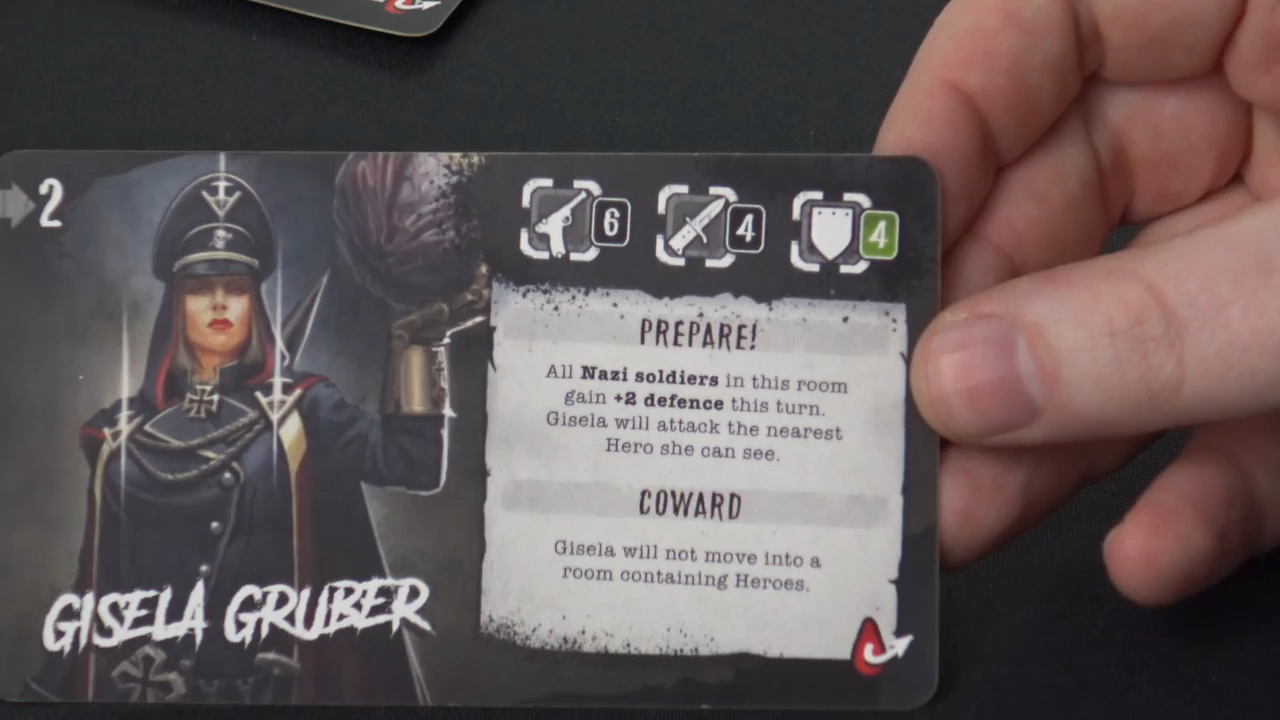 2
6 4 4
PREPARE!
All Nazi soldiers in this room
gain +2 defence this turn.
Gisela will attack the nearest
Hero she can see.
COWARD
Gisela will not move into a
room containing Heroes.
GISELA GRUBER